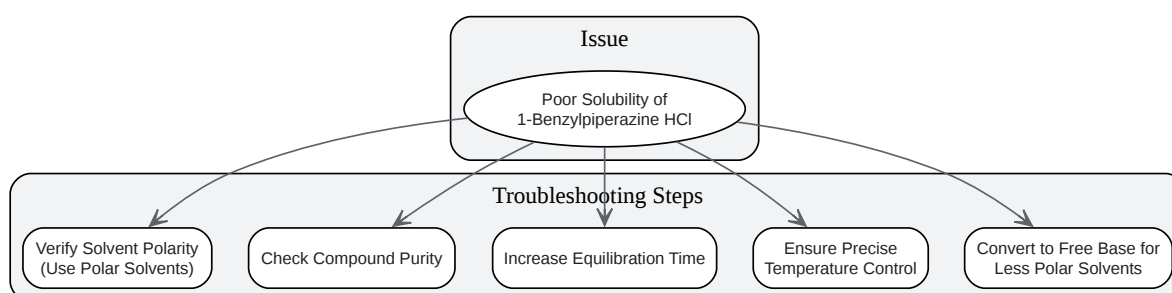 Issue
Poor Solubility of
1-Benzylpiperazine HCl
Troubleshooting Steps
Verify Solvent Polarity
(Use Polar Solvents)
Check Compound Purity
Increase Equilibration Time
Ensure Precise
Temperature Control
Convert to Free Base for
Less Polar Solvents